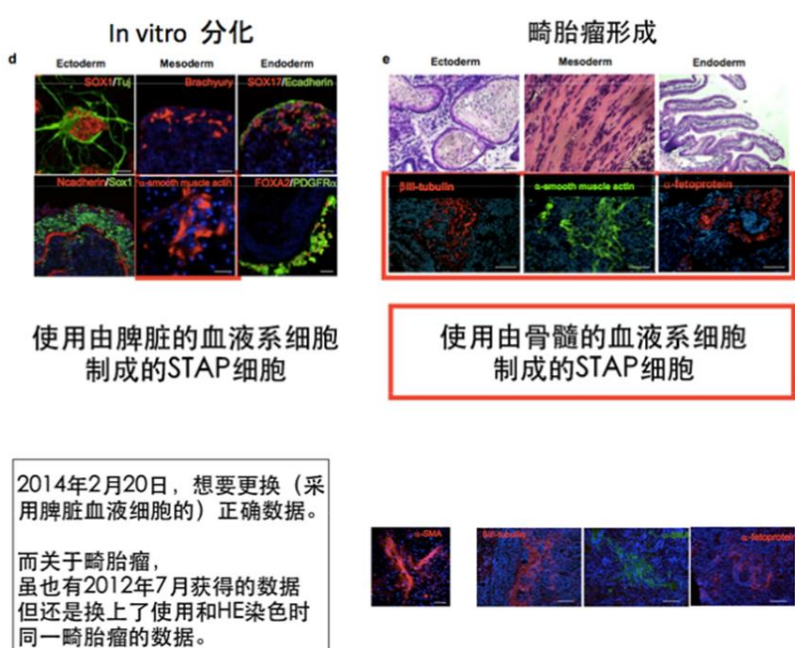 In vitro 分化
畸胎瘤形成
d
Ectoderm
Mesoderm
Endoderm
e
Ectoderm
Mesoderm
Endoderm
SOX1/Tuj
Brachyury
SOX17/Ecadherin
Ncadherin/Sox1
α-smooth muscle actin
FOXA2/PDGFRα
βIII-tubulin
α-smooth muscle actin
α-fetoprotein
使用由脾脏的血液系细胞
制成的STAP细胞
使用由骨髓的血液系细胞
制成的STAP细胞
2014年2月20日，想要更换（采
用脾脏血液细胞的）正确数据。
而关于畸胎瘤，
虽也有2012年7月获得的数据
但还是换上了使用和HE染色时
同一畸胎瘤的数据。
α-SMA
βIII-tubulin
α-fetoprotein